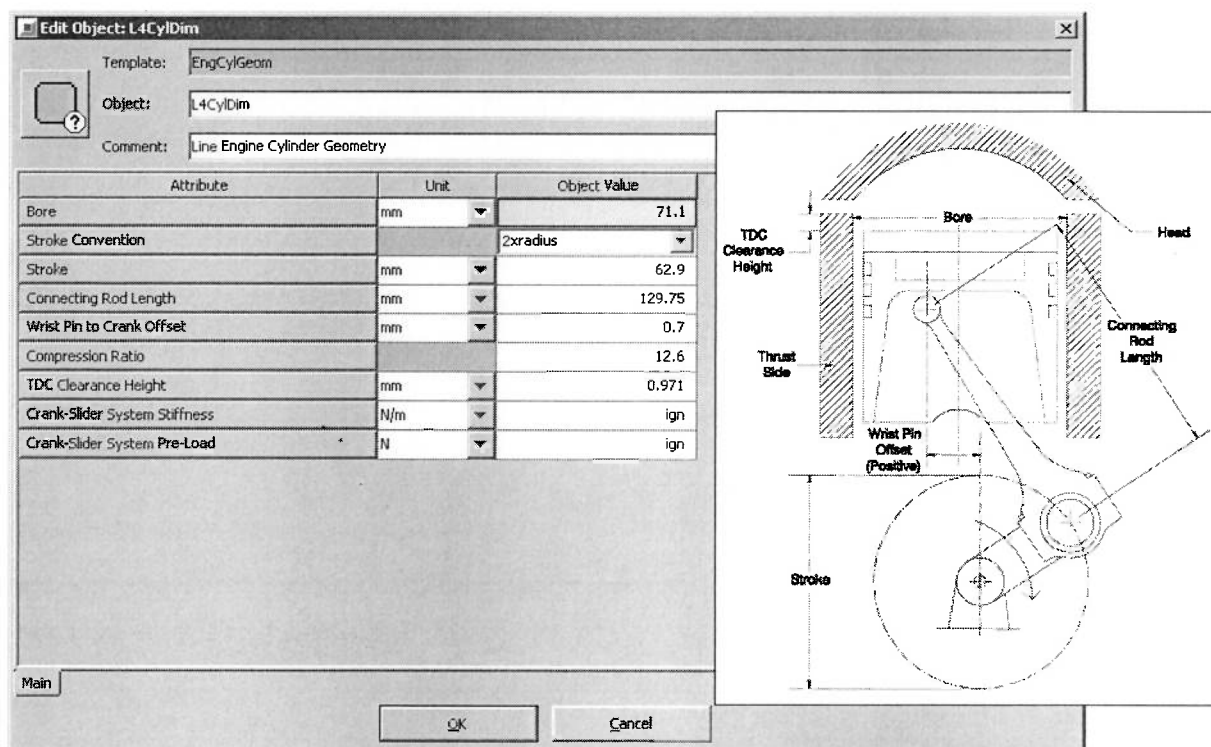 Edit Object: L4CylDim
Template: EngCylGeom
Object: L4CylDim
Comment: Line Engine Cylinder Geometry
Attribute Unit Object Value
Bore mm 71.1
Stroke Convention 2xradius
Stroke mm 62.9
Connecting Rod Length mm 129.75
Wrist Pin to Crank Offset mm 0.7
Compression Ratio 12.6
TDC Clearance Height mm 0.971
Crank-Slider System Stiffness N/m ign
Crank-Slider System Pre-Load N ign
Main
OK Cancel
Bore
Head
TDC
Clearance
Height
Connecting
Rod
Length
Thrust
Side
Wrist Pin
Offset
(Positive)
Stroke